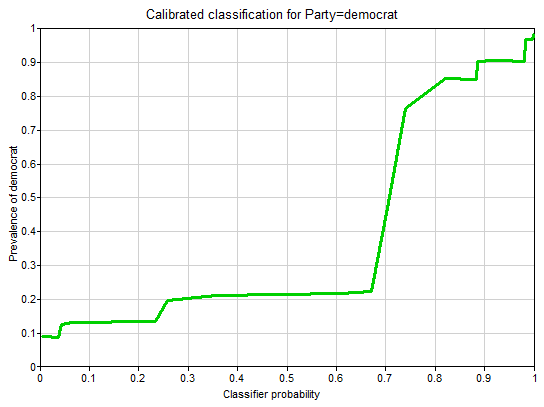 Calibrated classification for Party=democrat
Prevalence of democrat
1
0.9
0.8
0.7
0.6
0.5
0.4
0.3
0.2
0.1
0
0 0.1 0.2 0.3 0.4 0.5 0.6 0.7 0.8 0.9 1
Classifier probability